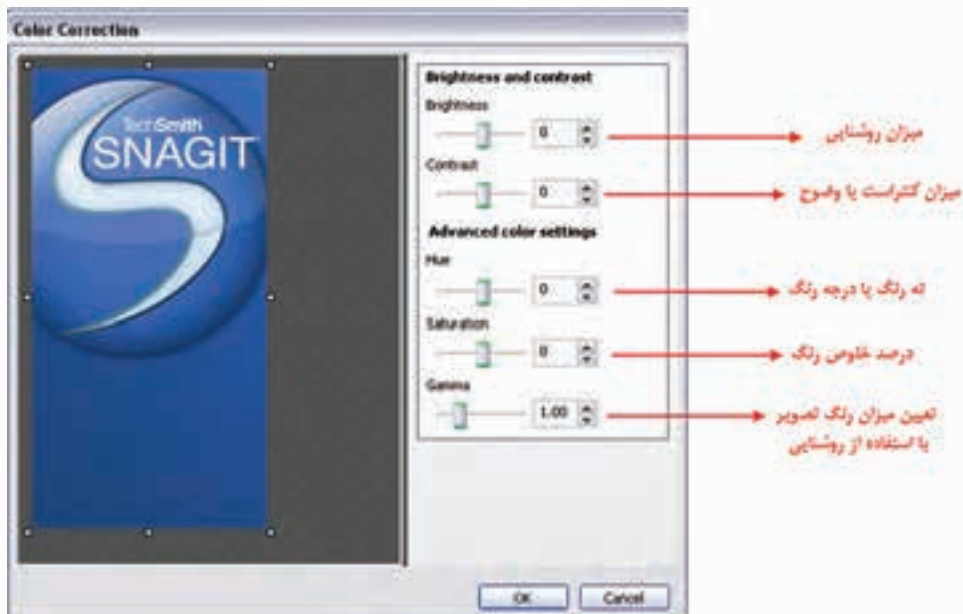 Color Correction
TechSmith
SNAGIT
Brightness and contrast
Brightness
0
میزان روشنایی
Contrast
0
میزان کنتراست یا وضوح
Advanced color settings
Hue
0
ته رنگ یا درجه رنگ
Saturation
0
درصد خلوص رنگ
Gamma
1.00
تعیین میزان رنگ تصویر
با استفاده از روشنایی
OK
Cancel